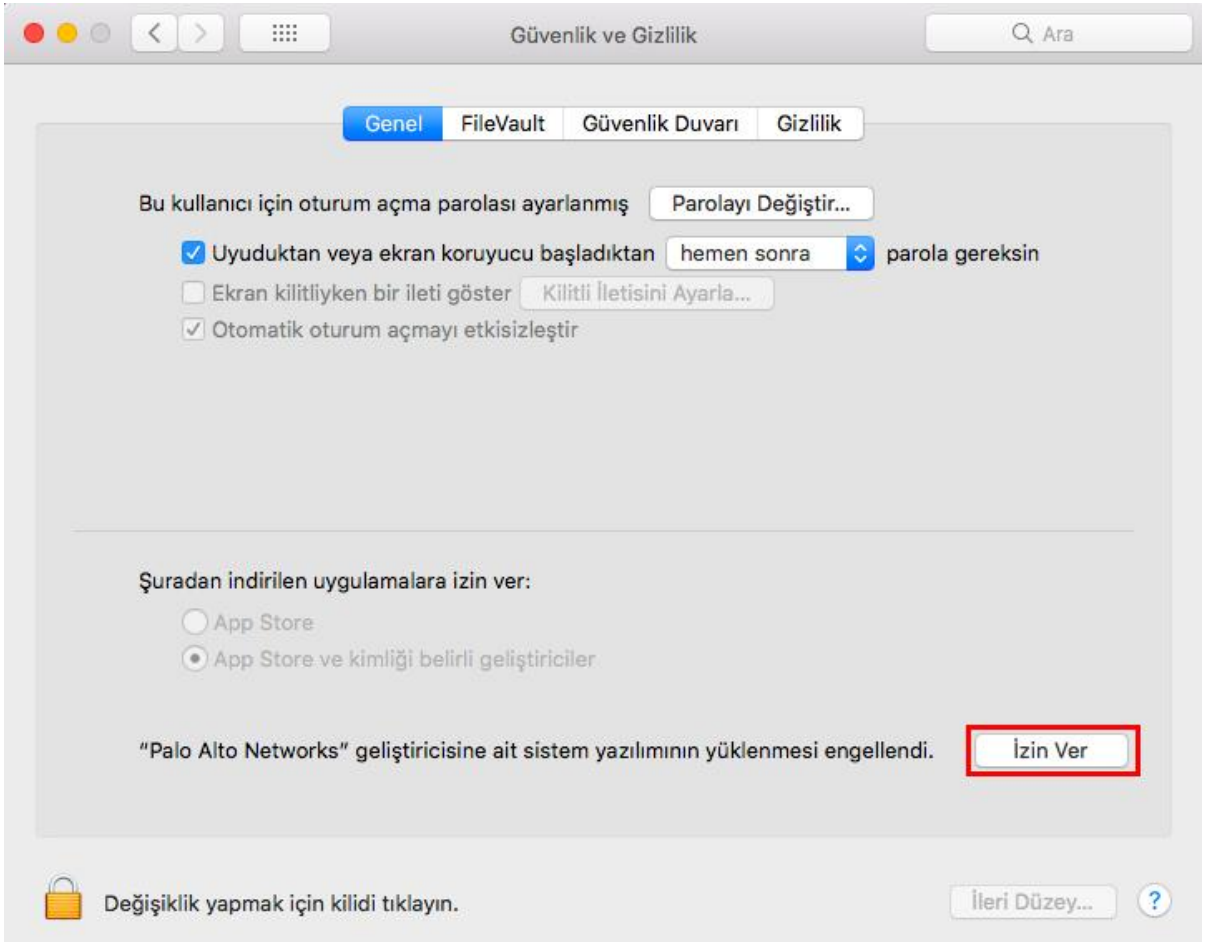 Güvenlik ve Gizlilik
Ara
Genel FileVault Güvenlik Duvarı Gizlilik
Bu kullanıcı için oturum açma parolası ayarlanmış Parolayı Değiştir...
Uyuduktan veya ekran koruyucu başladıktan hemen sonra parola gereksin
Ekran kilitliyken bir ileti göster Kilitli İletisini Ayarla...
Otomatik oturum açmayı etkisizleştir
Şuradan indirilen uygulamalara izin ver:
App Store
App Store ve kimliği belirli geliştiriciler
“Palo Alto Networks” geliştiricisine ait sistem yazılımının yüklenmesi engellendi. İzin Ver
Değişiklik yapmak için kilidi tıklayın. İleri Düzey... ?